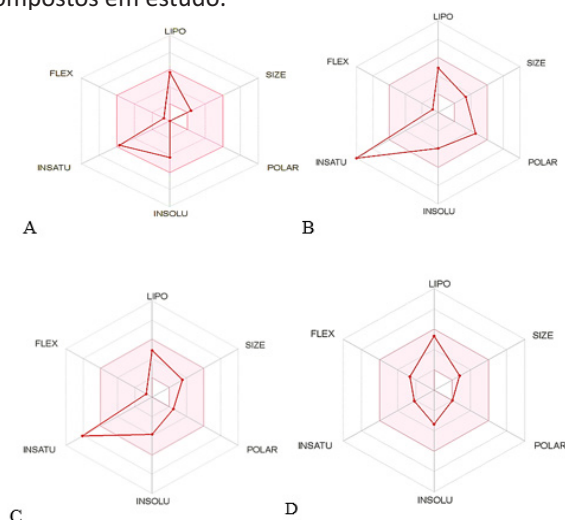 compostos em estudo.
LIPO
FLEX
SIZE
INSATU
POLAR
INSOLU
A
LIPO
FLEX
SIZE
INSATU
POLAR
INSOLU
B
LIPO
FLEX
SIZE
INSATU
POLAR
INSOLU
C
LIPO
FLEX
SIZE
INSATU
POLAR
INSOLU
D